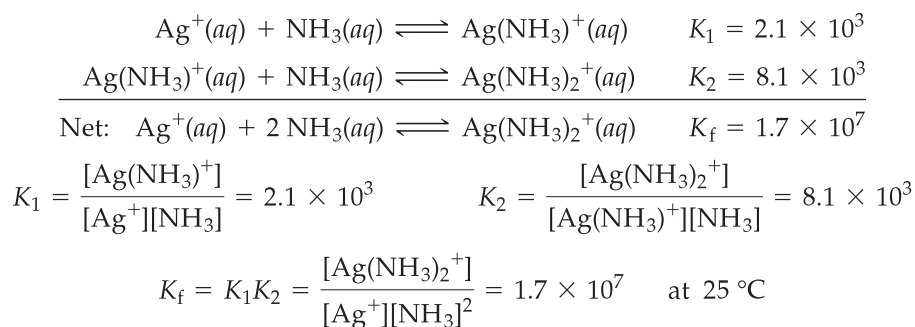 Ag⁺(aq) + NH₃(aq) ⇌ Ag(NH₃)⁺(aq) K₁ = 2.1 × 10³
Ag(NH₃)⁺(aq) + NH₃(aq) ⇌ Ag(NH₃)₂⁺(aq) K₂ = 8.1 × 10³
Net: Ag⁺(aq) + 2 NH₃(aq) ⇌ Ag(NH₃)₂⁺(aq) K_f = 1.7 × 10⁷
K₁ = [Ag(NH₃)⁺] / [Ag⁺][NH₃] = 2.1 × 10³ K₂ = [Ag(NH₃)₂⁺] / [Ag(NH₃)⁺][NH₃] = 8.1 × 10³
K_f = K₁K₂ = [Ag(NH₃)₂⁺] / [Ag⁺][NH₃]² = 1.7 × 10⁷ at 25 °C